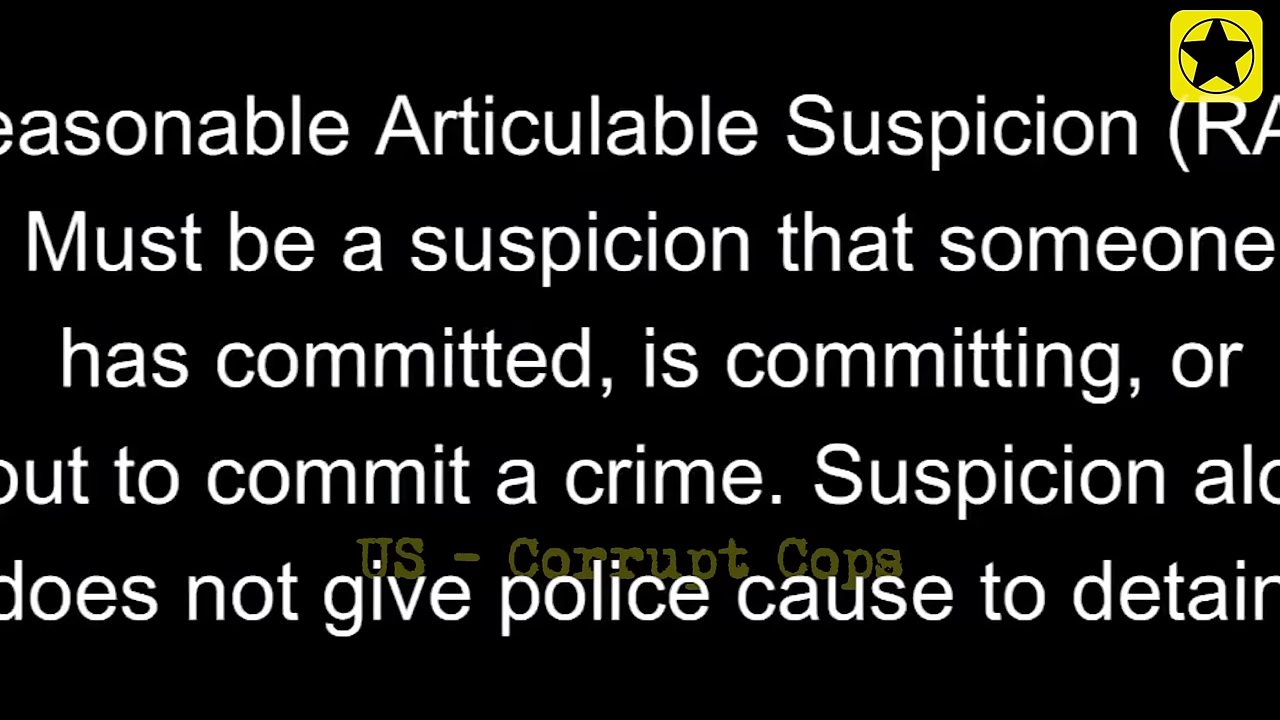 easonable Articulable Suspicion (RA
Must be a suspicion that someone
has committed, is committing, or
out to commit a crime. Suspicion alo
US - Corrupt Cops
does not give police cause to detain